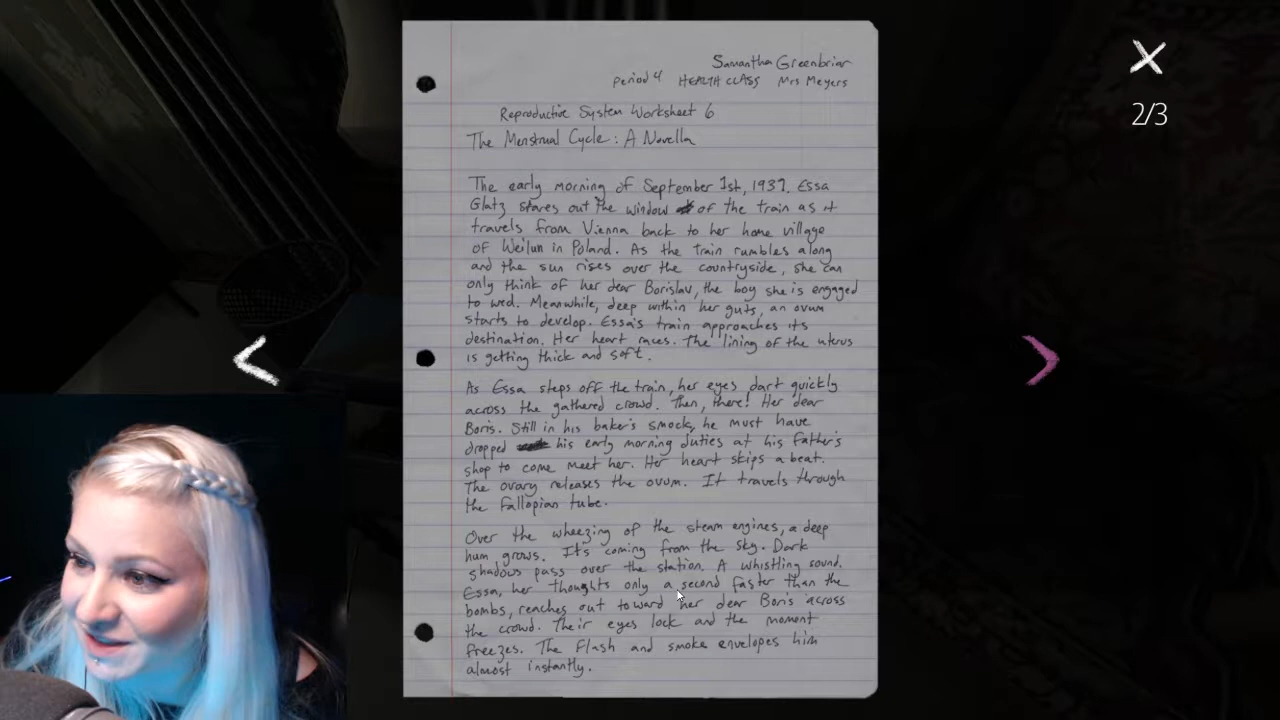 Samantha Greenbriar
period 4 HEALTH CLASS Mrs Meyers
Reproductive System Worksheet 6
The Menstrual Cycle: A Novella
The early morning of September 1st, 1937. Essa
Glatz stares out the window of the train as it
travels from Vienna back to her home village
of Weilun in Poland. As the train rumbles along
and the sun rises over the countryside, she can
only think of her dear Borislav, the boy she is engaged
to wed. Meanwhile, deep within her guts, an ovum
starts to develop. Essa's train approaches its
destination. Her heart races. The lining of the uterus
is getting thick and soft.
As Essa steps off the train, her eyes dart quickly
across the gathered crowd. Then, there! Her dear
Boris. Still in his baker's smock, he must have
dropped his early morning duties at his father's
shop to come meet her. Her heart skips a beat.
The ovary releases the ovum. It travels through
the fallopian tube.
Over the wheezing of the steam engines, a deep
hum grows. It's coming from the sky. Dark
shadows pass over the station. A whistling sound.
Essa, her thoughts only a second faster than the
bombs, reaches out toward her dear Boris across
the crowd. Their eyes lock and the moment
freezes. The flash and smoke envelopes him
almost instantly.
2/3